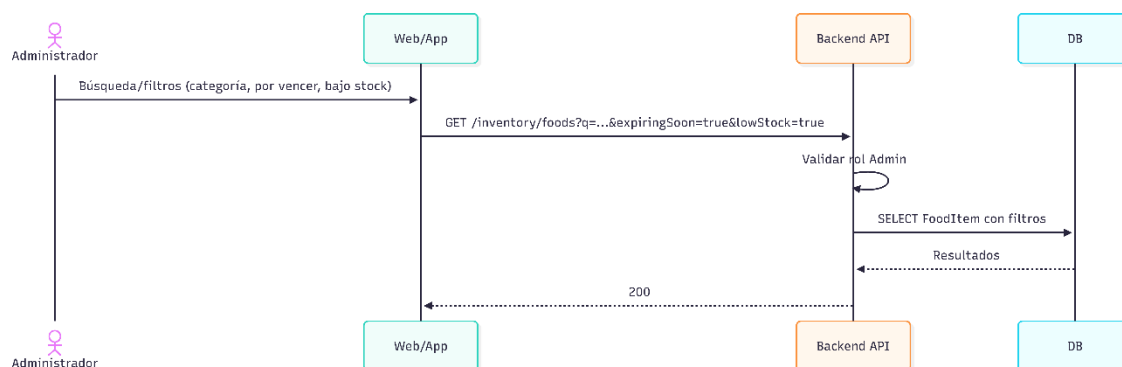 Administrador
Web/App
Backend API
DB
Búsqueda/filtros (categoría, por vencer, bajo stock)
GET /inventory/foods?q=...&expiringSoon=true&lowStock=true
Validar rol Admin
SELECT FoodItem con filtros
Resultados
200
Administrador
Web/App
Backend API
DB